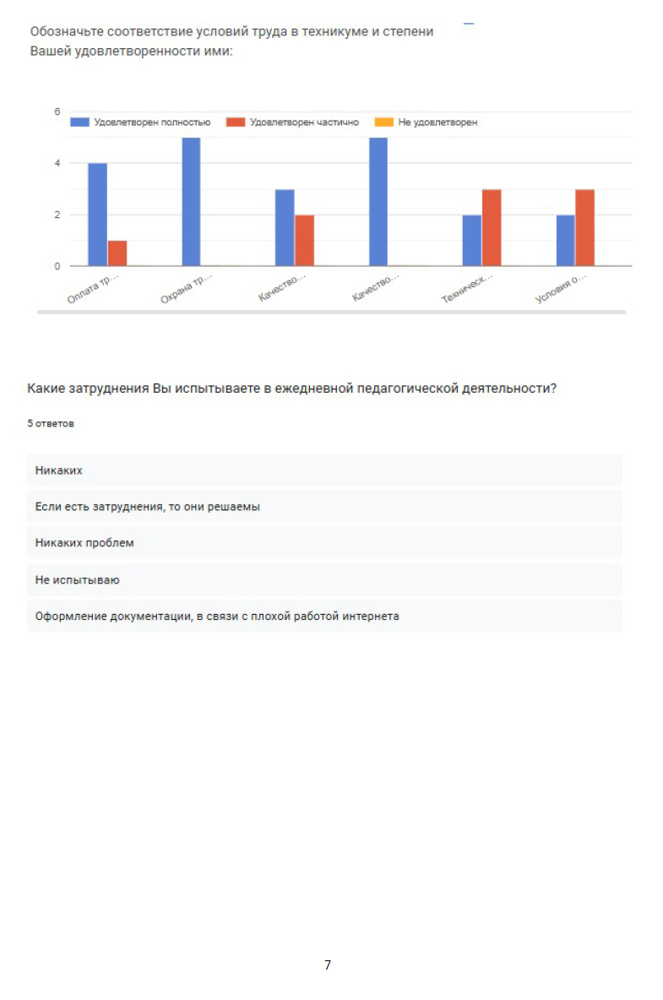 Обозначьте соответствие условий труда в техникуме и степени
Вашей удовлетворенности ими:
6
Удовлетворен полностью Удовлетворен частично Не удовлетворен
4
2
0
Оплата тр... Охрана тр... Качество... Качество... Техническ... Условия о...
Какие затруднения Вы испытываете в ежедневной педагогической деятельности?
5 ответов
Никаких
Если есть затруднения, то они решаемы
Никаких проблем
Не испытываю
Оформление документации, в связи с плохой работой интернета
7